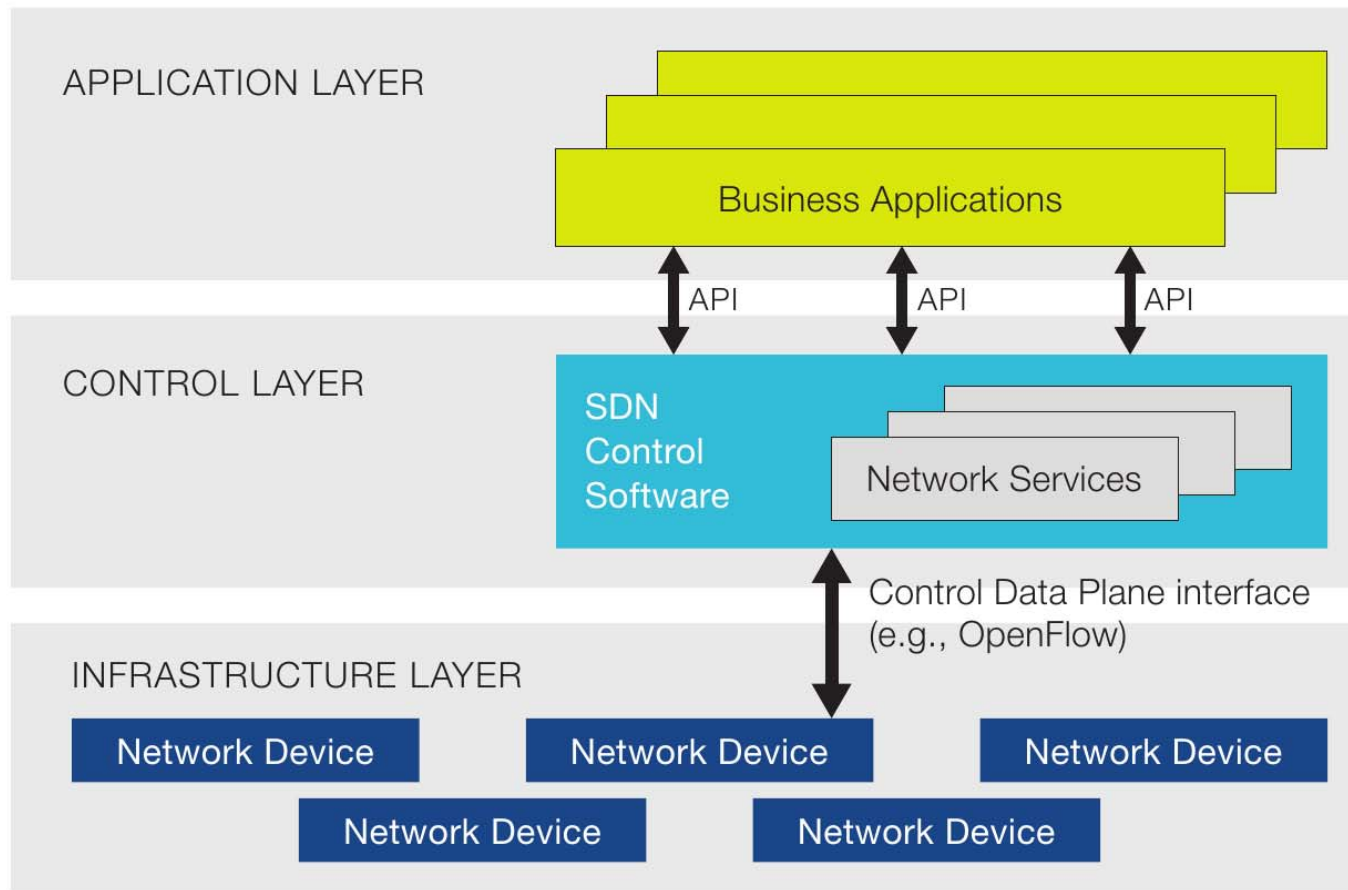 APPLICATION LAYER
Business Applications
API
API
API
CONTROL LAYER
SDN
Control
Software
Network Services
Control Data Plane interface
(e.g., OpenFlow)
INFRASTRUCTURE LAYER
Network Device
Network Device
Network Device
Network Device
Network Device